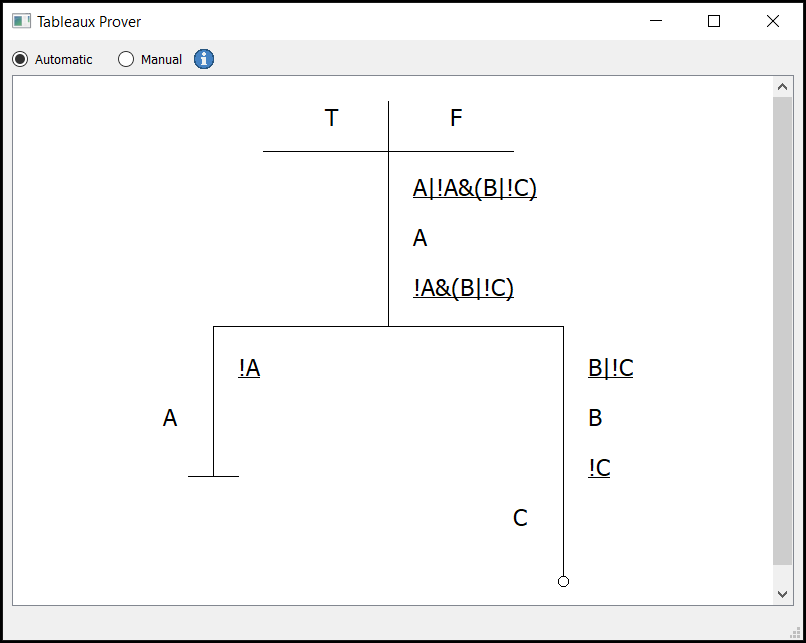 Tableaux Prover
Automatic Manual
T F
A|!A&(B|!C)
A
!A&(B|!C)
!A B|!C
A B
!C
C